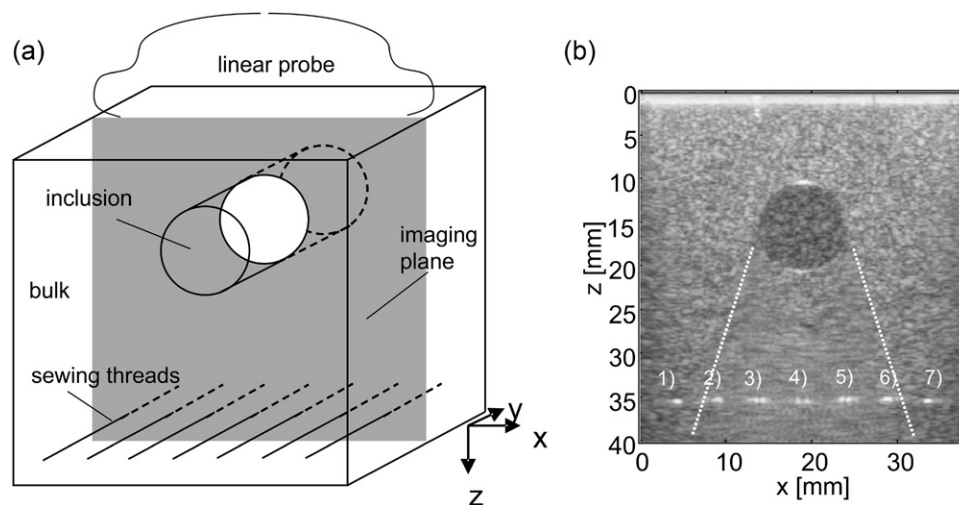 (a)
linear probe
inclusion
imaging
plane
bulk
sewing threads
y
x
z
(b)
0
5
10
15
20
25
30
35
40
z [mm]
1) 2) 3) 4) 5) 6) 7)
0 10 20 30
x [mm]